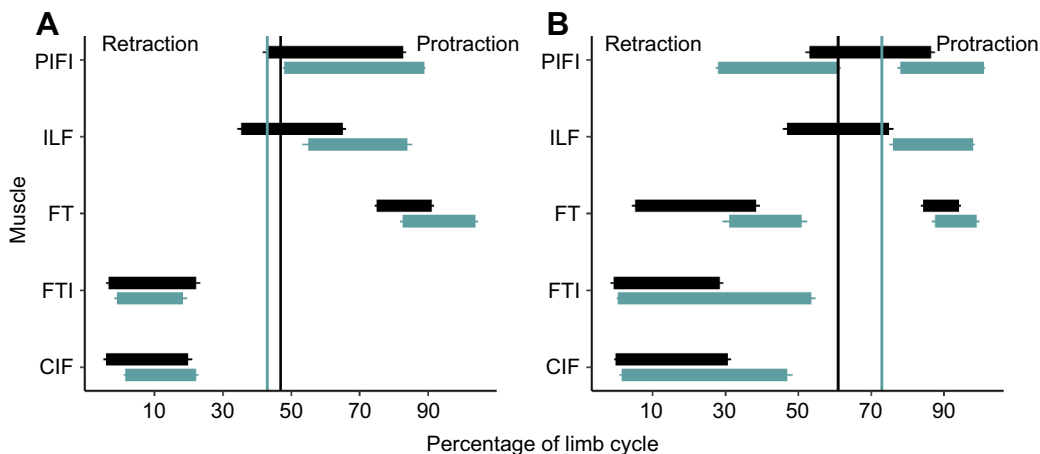 A
B
Retraction
Protraction
Retraction
Protraction
PIFI
PIFI
ILF
ILF
Muscle
FT
FT
FTI
FTI
CIF
CIF
10 30 50 70 90
10 30 50 70 90
Percentage of limb cycle